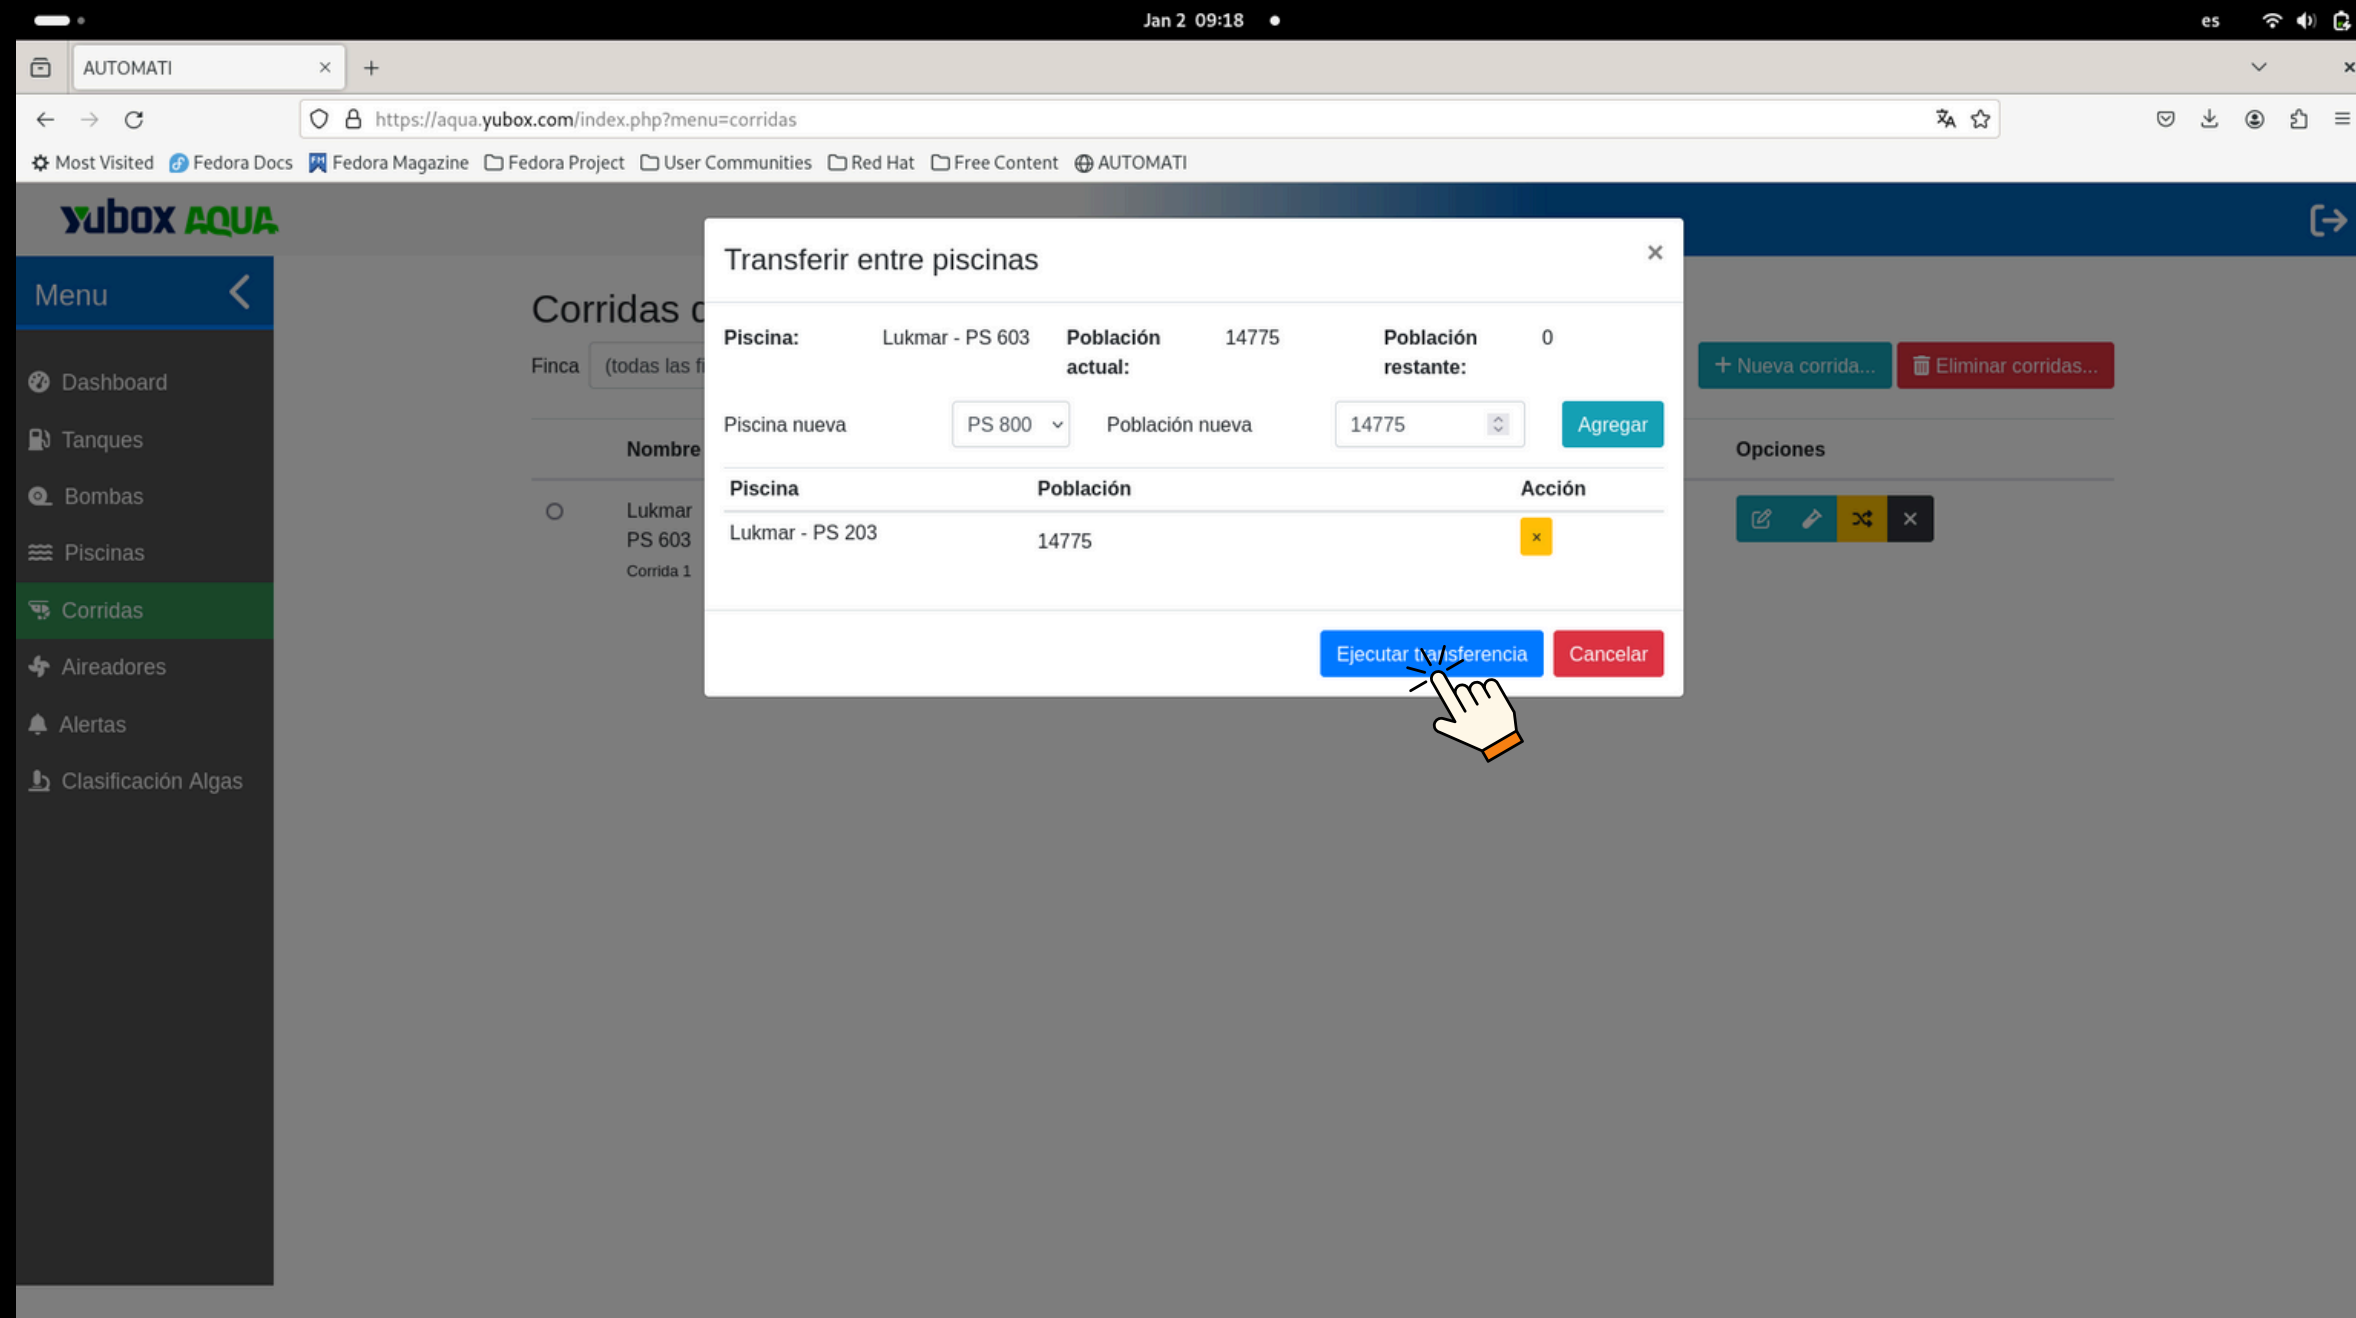 Jan 2 09:18
es
AUTOMATI
https://aqua.yubox.com/index.php?menu=corridas
Most Visited Fedora Docs Fedora Magazine Fedora Project User Communities Red Hat Free Content AUTOMATI
yubox AQUA
Menu
Dashboard
Tanques
Bombas
Piscinas
Corridas
Aireadores
Alertas
Clasificación Algas
Corridas
Finca (todas las
+ Nueva corrida... Eliminar corridas...
Nombre
Opciones
Lukmar
PS 603
Corrida 1
Transferir entre piscinas
Piscina: Lukmar - PS 603 Población actual: 14775 Población restante: 0
Piscina nueva PS 800 Población nueva 14775 Agregar
Piscina Población Acción
Lukmar - PS 203 14775
Ejecutar transferencia Cancelar